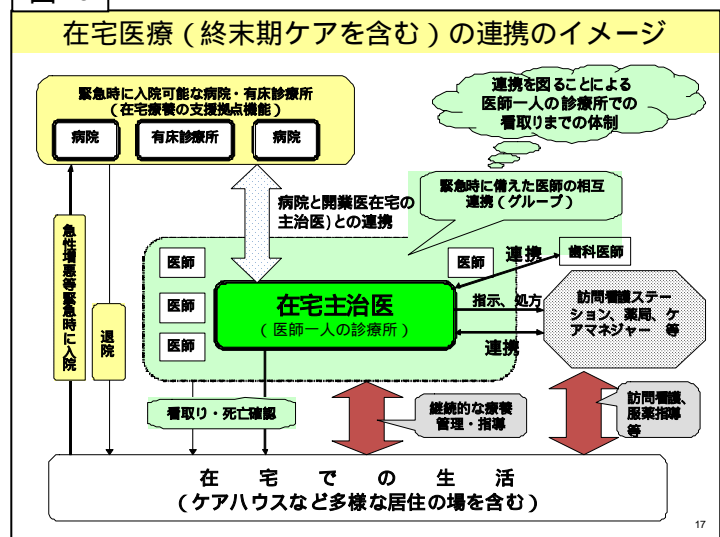 在宅医療（終末期ケアを含む）の連携のイメージ
緊急時に入院可能な病院・有床診療所
（在宅療養の支援拠点機能）
病院
有床診療所
病院
連携を図ることによる
医師一人の診療所での
看取りまでの体制
緊急時に備えた医師の相互
連携（グループ）
病院と開業医在宅の
主治医)との連携
急性増悪等緊急時に入院
退院
医師
医師
医師
医師
連携
歯科医師
在宅主治医
（医師一人の診療所）
指示、処方
連携
訪問看護ステー
ション、薬局、ケ
アマネジャー 等
看取り・死亡確認
継続的な療養
管理・指導
訪問看護、
服薬指導
等
在宅での生活
（ケアハウスなど多様な居住の場を含む）
17